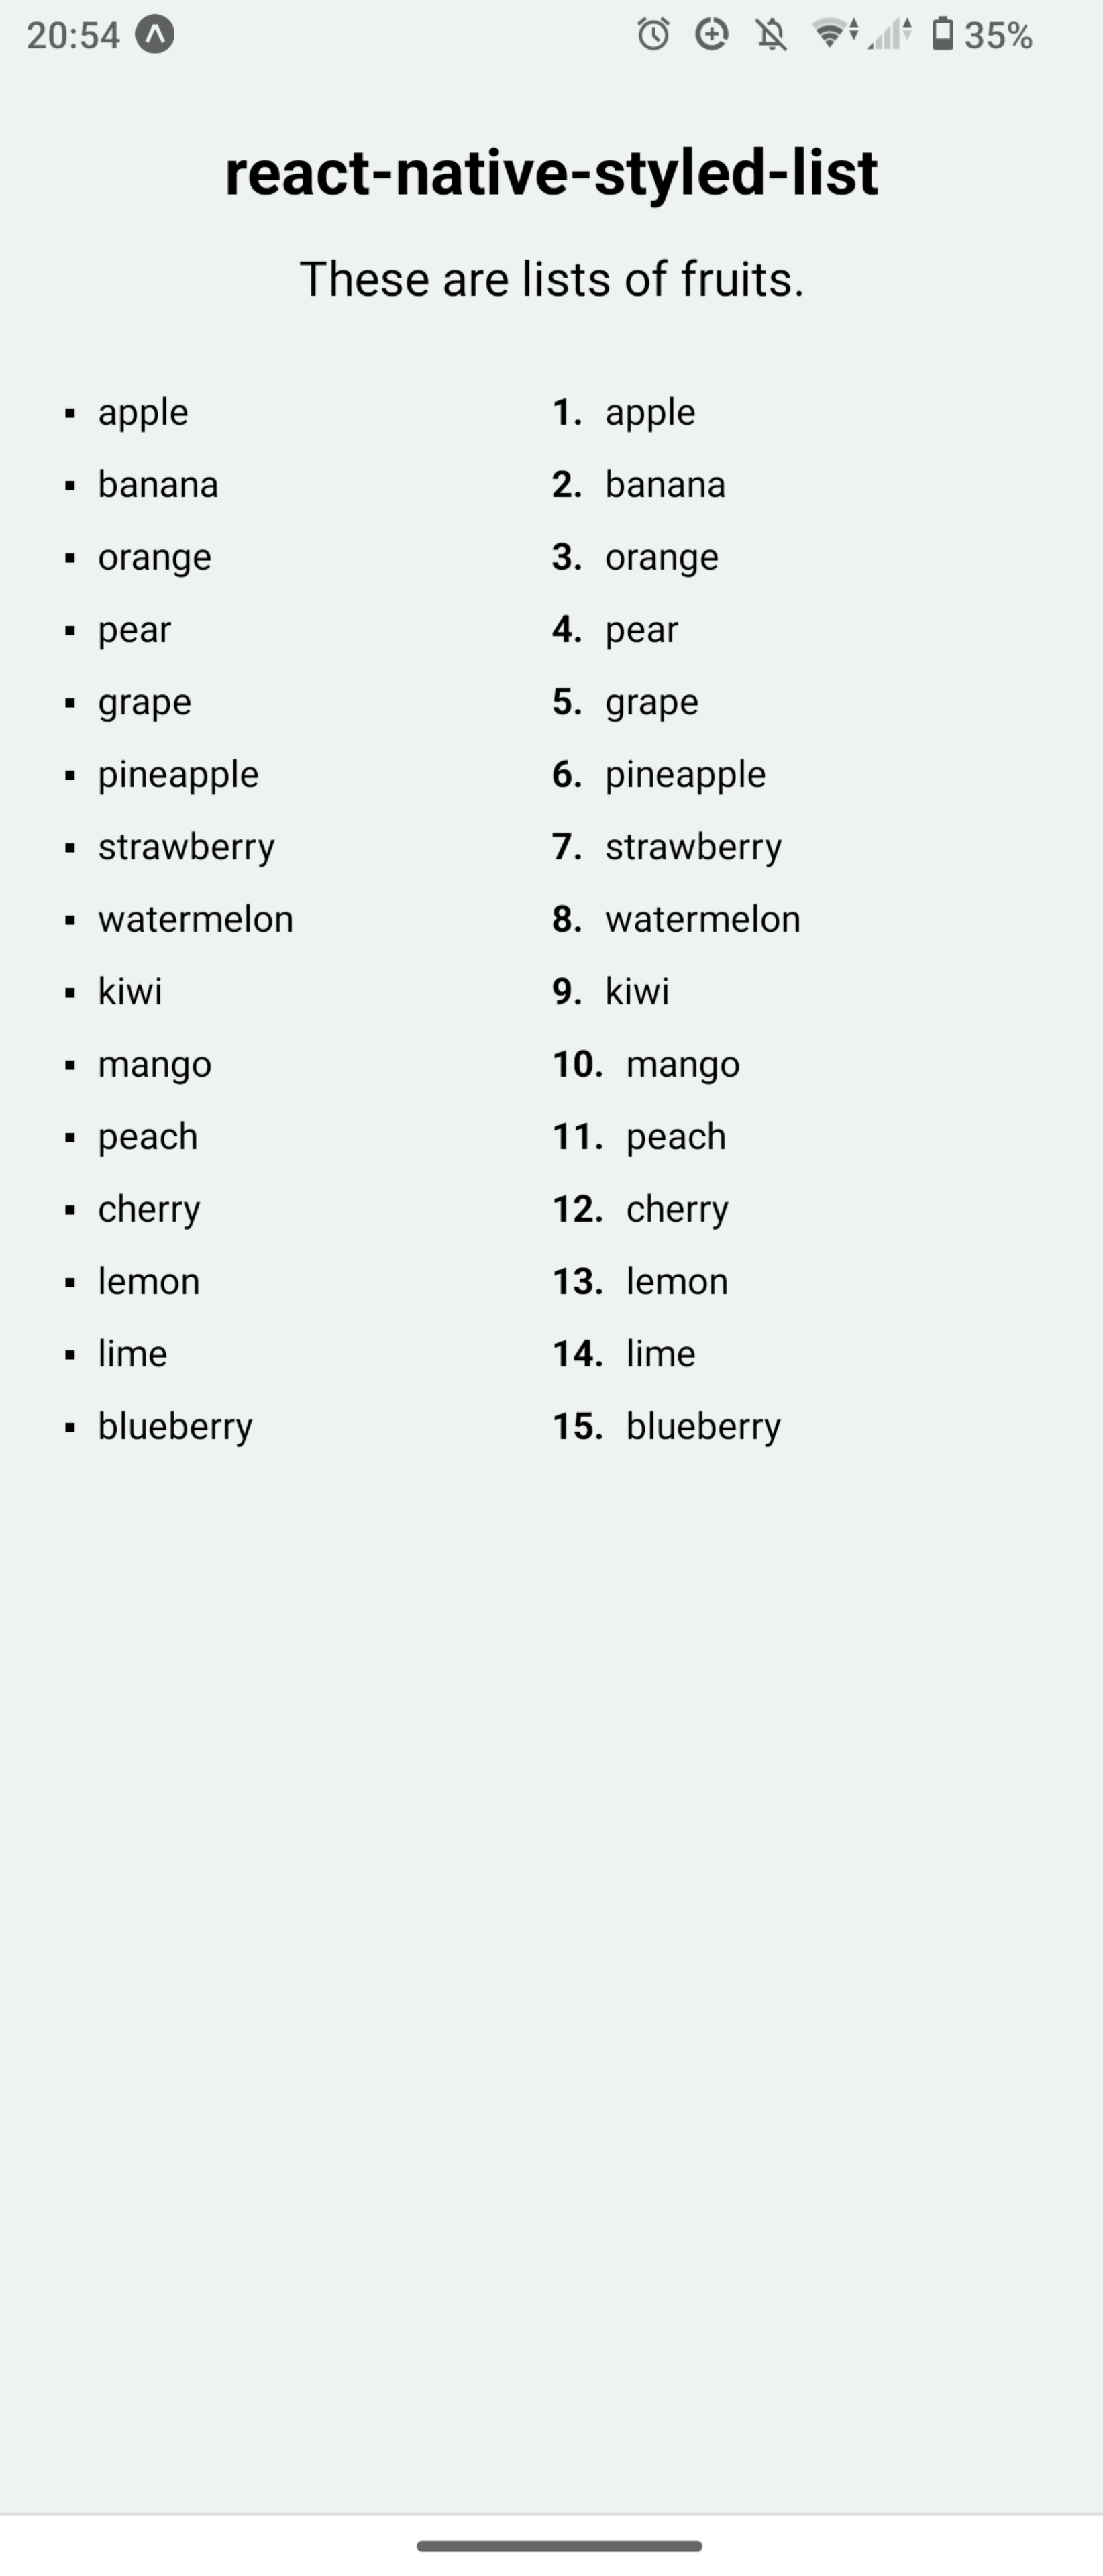 20:54 35%
react-native-styled-list
These are lists of fruits.
▪ apple
▪ banana
▪ orange
▪ pear
▪ grape
▪ pineapple
▪ strawberry
▪ watermelon
▪ kiwi
▪ mango
▪ peach
▪ cherry
▪ lemon
▪ lime
▪ blueberry
1. apple
2. banana
3. orange
4. pear
5. grape
6. pineapple
7. strawberry
8. watermelon
9. kiwi
10. mango
11. peach
12. cherry
13. lemon
14. lime
15. blueberry